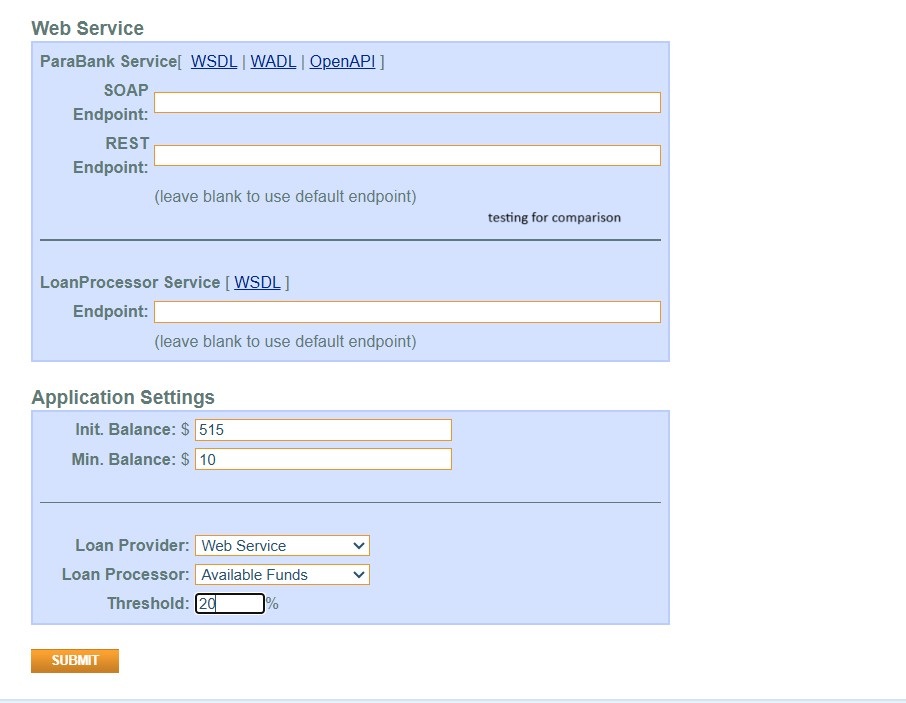 Web Service
ParaBank Service[ WSDL | WADL | OpenAPI ]
SOAP
Endpoint:
REST
Endpoint:
(leave blank to use default endpoint)
testing for comparison
LoanProcessor Service [ WSDL ]
Endpoint:
(leave blank to use default endpoint)
Application Settings
Init. Balance: $ 515
Min. Balance: $ 10
Loan Provider: Web Service
Loan Processor: Available Funds
Threshold: 20 %
SUBMIT